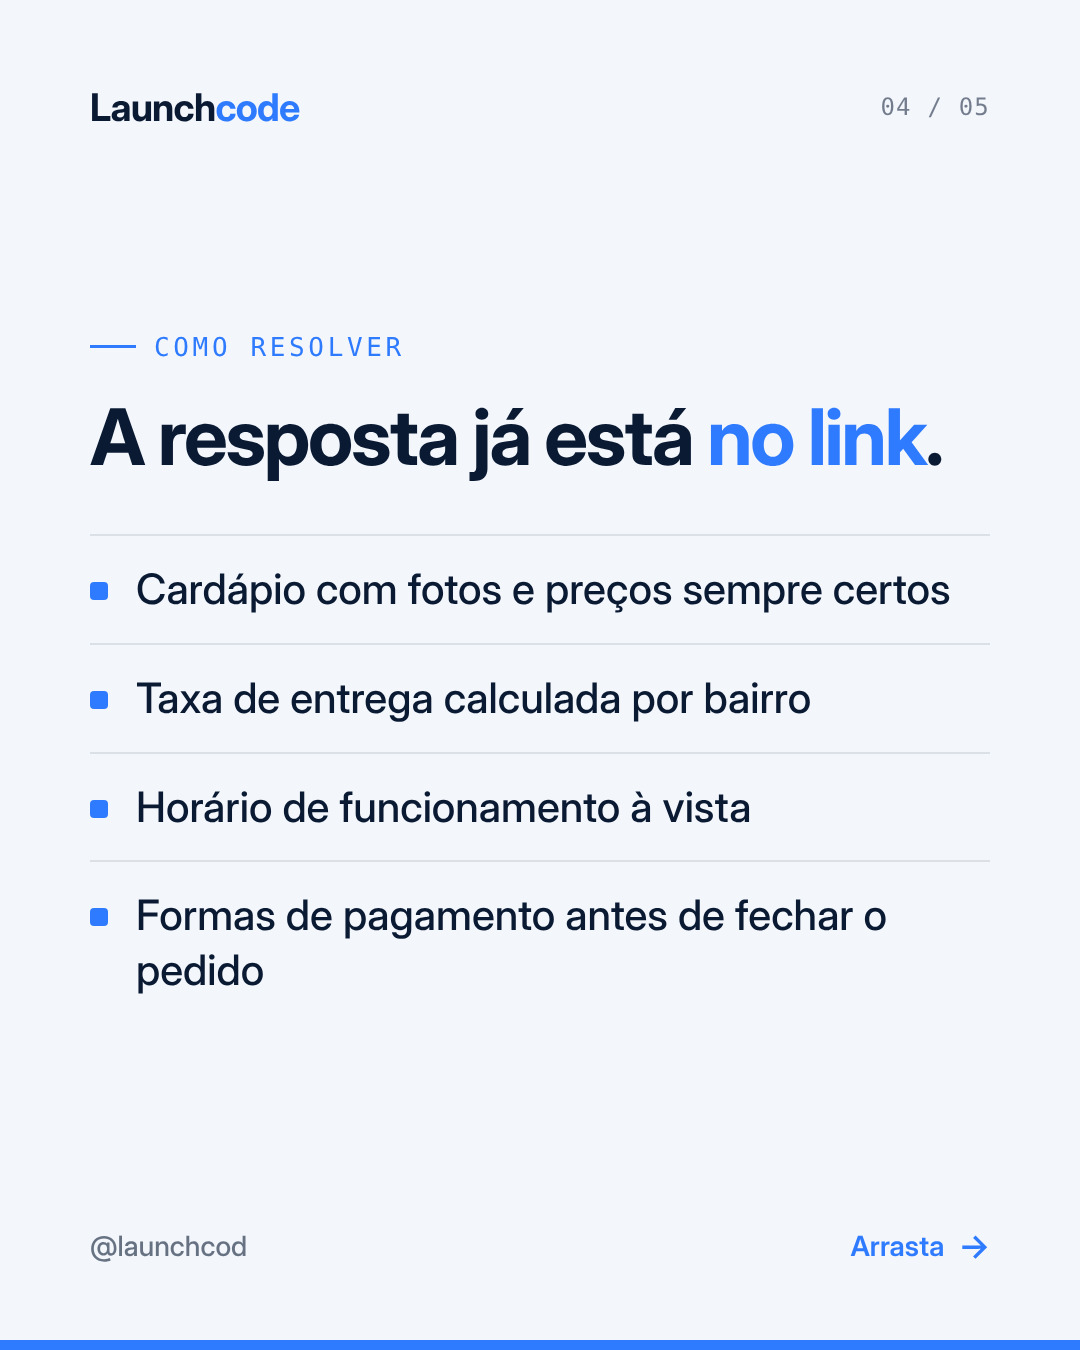 Launchcode
04 / 05
COMO RESOLVER
A resposta já está no link.
Cardápio com fotos e preços sempre certos
Taxa de entrega calculada por bairro
Horário de funcionamento à vista
Formas de pagamento antes de fechar o
pedido
@launchcod
Arrasta →